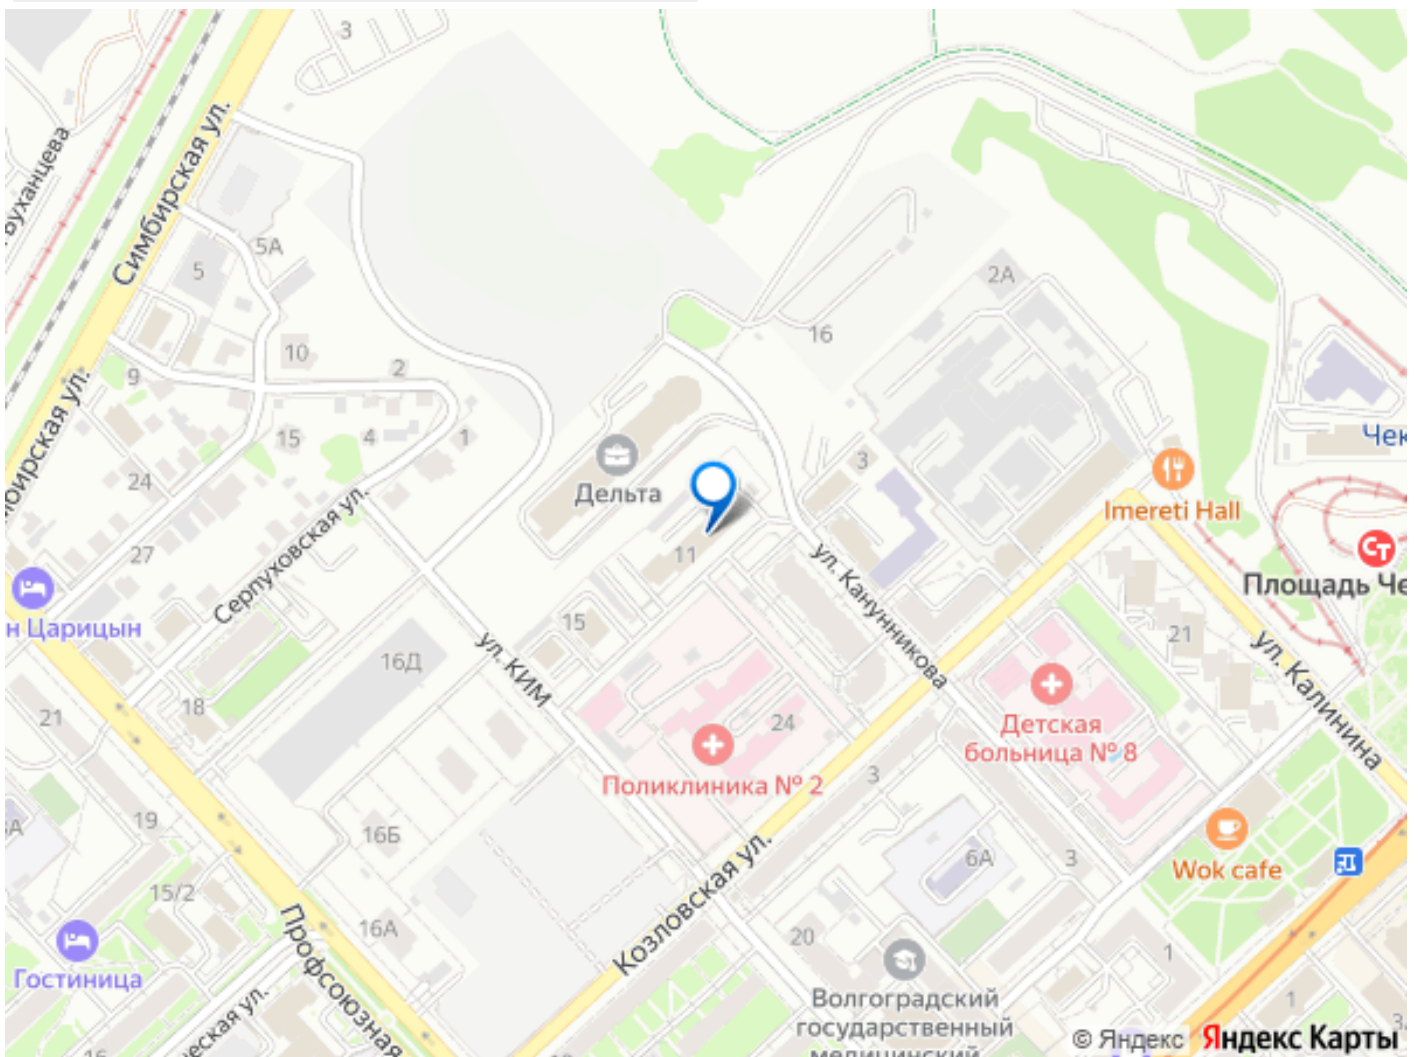 3
Симбирская ул.
5А
5
2А
16
10
2
9
15
4
1
3
24
Дельта
Imereti Hall
Серпуховская ул.
27
11
ул. Канунникова
Площадь Че
Царицын
15
ул. КИМ
16Д
21
ул. Калинина
21
18
24
Детская
больница № 8
Поликлиника № 2
3
19
16Б
6А
3
Wok cafe
15/2
Козловская ул.
16А
20
1
Профсоюзная
Гостиница
Волгоградский
государственный
медицинский
1
16
© Яндекс Яндекс Карты